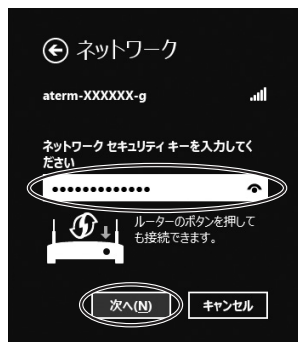 ネットワーク
aterm-XXXXXX-g
ネットワーク セキュリティ キーを入力してく
ださい
•••••••••••••
ルーターのボタンを押して
も接続できます。
次へ(N)
キャンセル